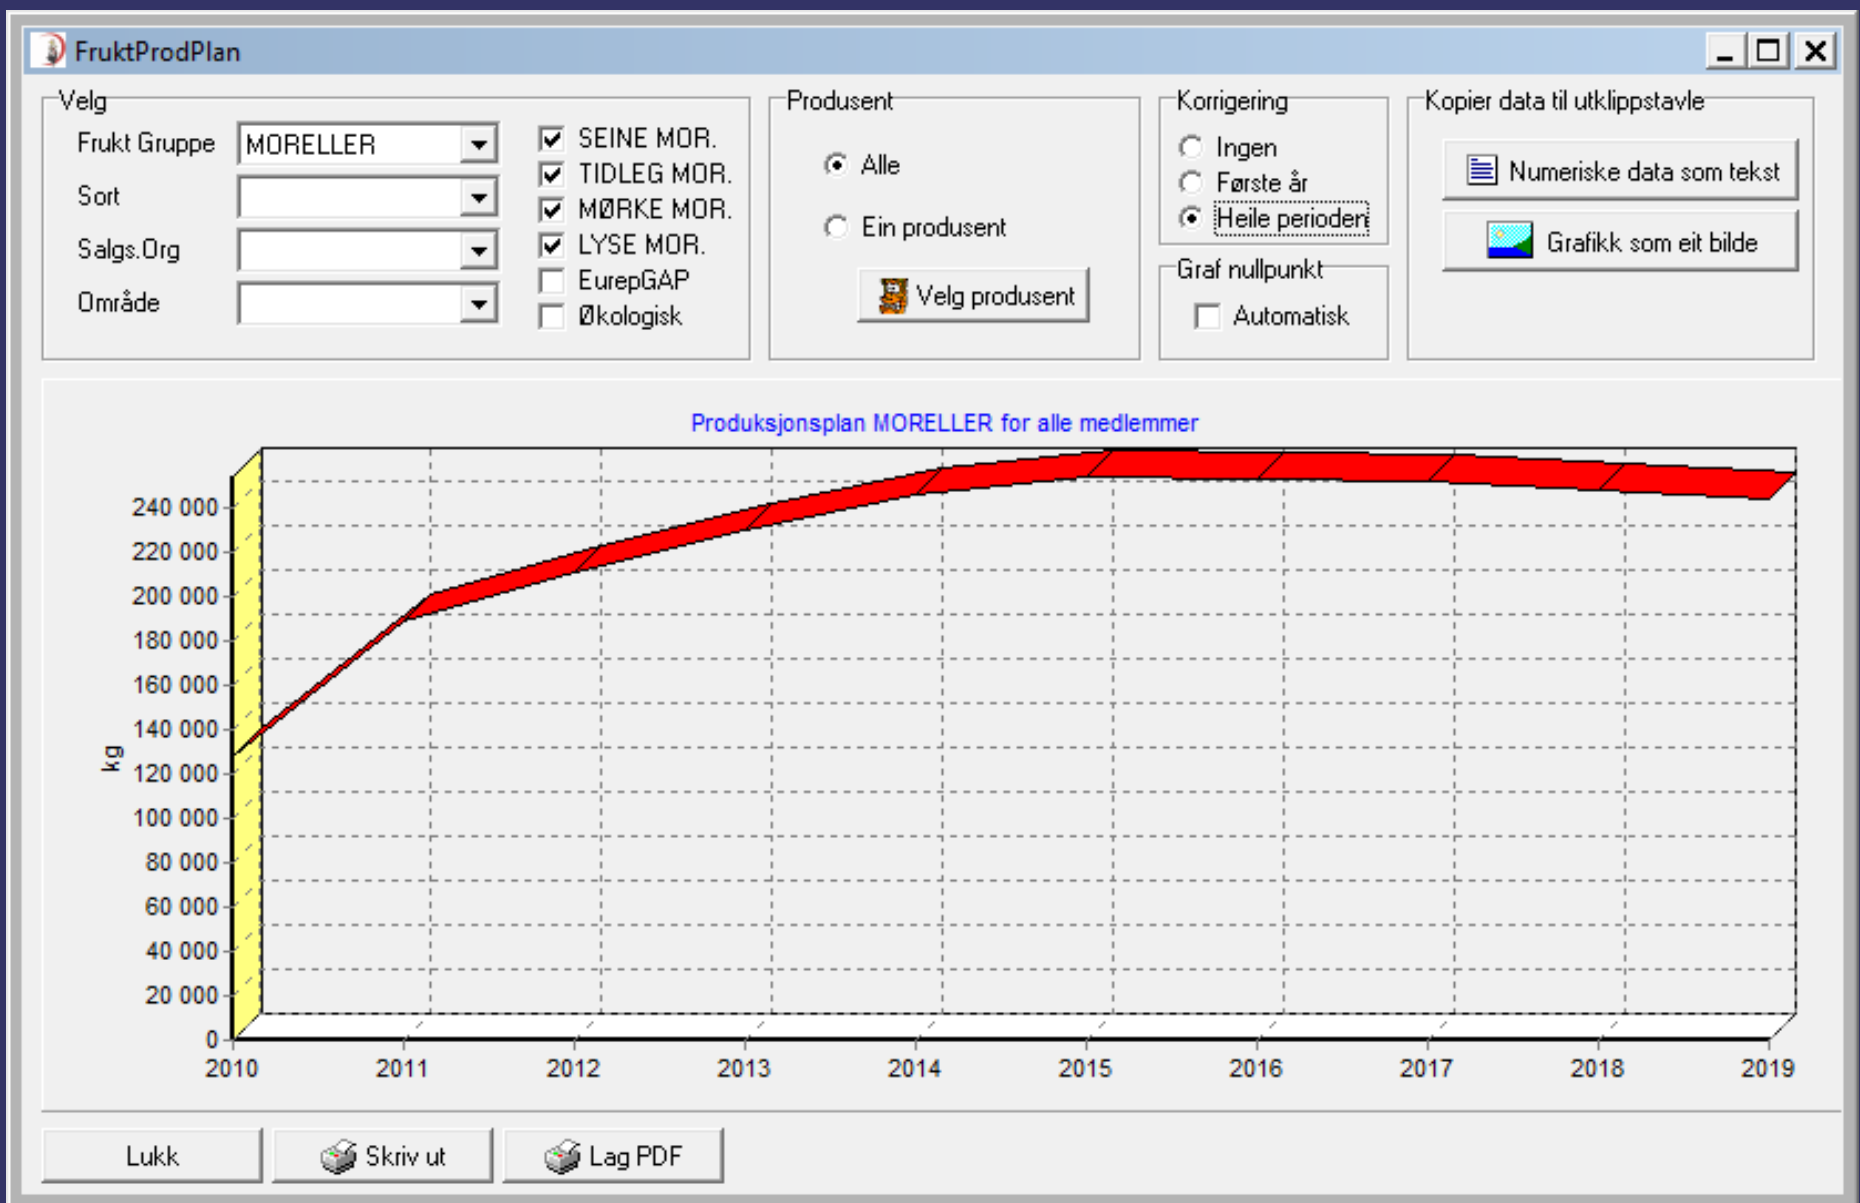 FruktProdPlan
Velg
Frukt Gruppe MORELLER
Sort
Salgs.Org
Område
SEINE MOR.
TIDLEG MOR.
MØRKE MOR.
LYSE MOR.
EurepGAP
Økologisk
Produsent
Alle
Ein produsent
Velg produsent
Korrigering
Ingen
Første år
Heile perioden
Graf nullpunkt
Automatisk
Kopier data til utklippstavle
Numeriske data som tekst
Grafikk som eit bilde
Produksjonsplan MORELLER for alle medlemmer
240 000
220 000
200 000
180 000
160 000
140 000
kg
120 000
100 000
80 000
60 000
40 000
20 000
0
2010 2011 2012 2013 2014 2015 2016 2017 2018 2019
Lukk
Skriv ut
Lag PDF